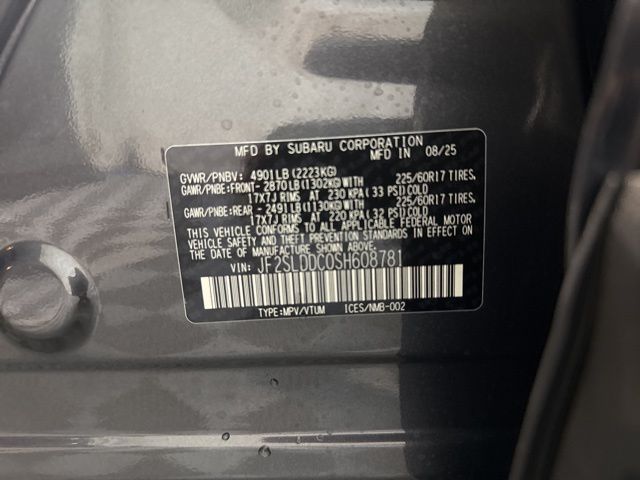 MFD BY SUBARU CORPORATION
MFD IN 08/25
GVWR/PNBV: 4901LB(2223KG)
GAWR/PNBE:FRONT- 2870LB(1302KG)WITH 225/60R17 TIRES.
17X7J RIMS AT 230 KPA(33 PSI)COLD
GAWR/PNBE:REAR - 2491LB(1130KG)WITH 225/60R17 TIRES.
17X7J RIMS AT 220 KPA(32 PSI)COLD
THIS VEHICLE CONFORMS TO ALL APPLICABLE FEDERAL MOTOR
VEHICLE SAFETY AND THEFT PREVENTION STANDARDS IN EFFECT ON
THE DATE OF MANUFACTURE SHOWN ABOVE.
VIN: JF2SLDDC0SH608781
TYPE:MPV/VTUM ICES/NMB-002